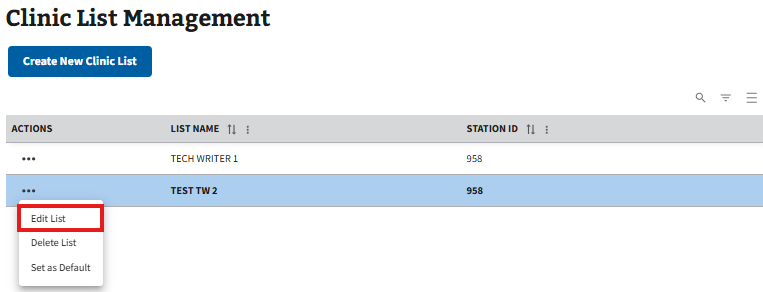 Clinic List Management
Create New Clinic List
ACTIONS LIST NAME STATION ID
TECH WRITER 1 958
TEST TW 2 958
Edit List
Delete List
Set as Default